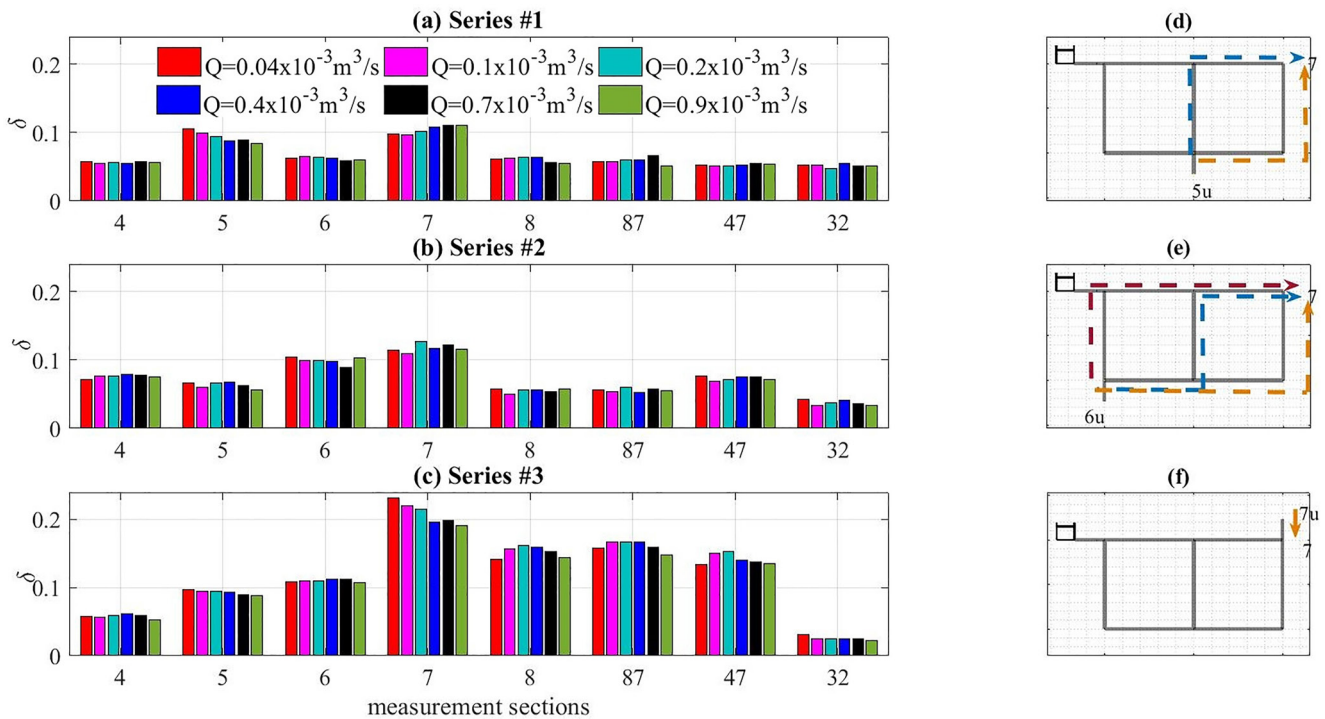 (a) Series #1
Q=0.04x10⁻³m³/s Q=0.1x10⁻³m³/s Q=0.2x10⁻³m³/s
Q=0.4x10⁻³m³/s Q=0.7x10⁻³m³/s Q=0.9x10⁻³m³/s
0.2
0.1
0
δ
4 5 6 7 8 87 47 32
(d)
7
5u
(b) Series #2
0.2
0.1
0
δ
4 5 6 7 8 87 47 32
(e)
7
6u
(c) Series #3
0.2
0.1
0
δ
4 5 6 7 8 87 47 32
measurement sections
(f)
7u
7